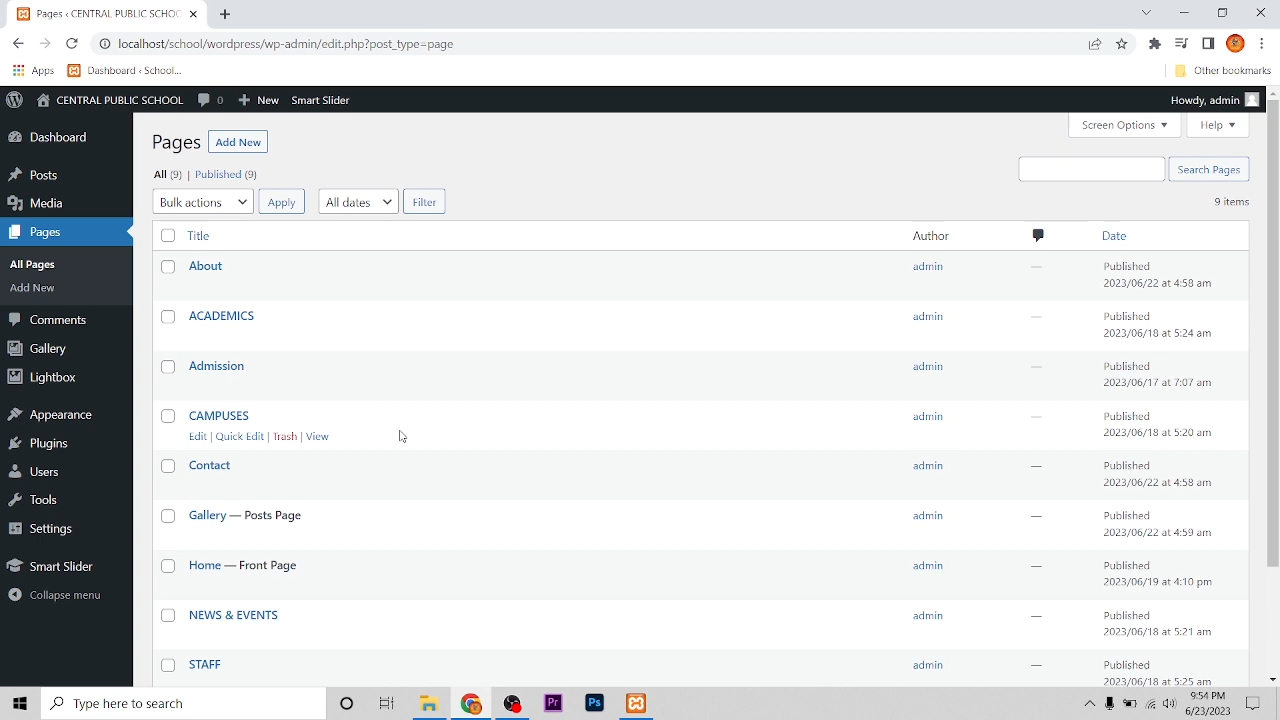 Pages < CENTRAL PUBLIC SCHOO
localhost/school/wordpress/wp-admin/edit.php?post_type=page
Apps
Dashboard ‹ School...
Other bookmarks
CENTRAL PUBLIC SCHOOL
0
New
Smart Slider
Howdy, admin
Dashboard
Posts
Media
Pages
All Pages
Add New
Comments
Gallery
Lightbox
Appearance
Plugins
Users
Tools
Settings
Smart Slider
Collapse menu
Screen Options
Help
Pages
Add New
All (9) | Published (9)
Search Pages
Bulk actions
Apply
All dates
Filter
9 items
Title
Author
Date
About
admin
—
Published
2023/06/22 at 4:58 am
ACADEMICS
admin
—
Published
2023/06/18 at 5:24 am
Admission
admin
—
Published
2023/06/17 at 7:07 am
CAMPUSES
Edit | Quick Edit | Trash | View
admin
—
Published
2023/06/18 at 5:20 am
Contact
admin
—
Published
2023/06/22 at 4:58 am
Gallery — Posts Page
admin
—
Published
2023/06/22 at 4:59 am
Home — Front Page
admin
—
Published
2023/06/19 at 4:10 pm
NEWS & EVENTS
admin
—
Published
2023/06/18 at 5:21 am
STAFF
admin
—
Published
2023/06/18 at 5:25 am
Type here to search
Pr
Ps
9:54 PM
6/23/2023